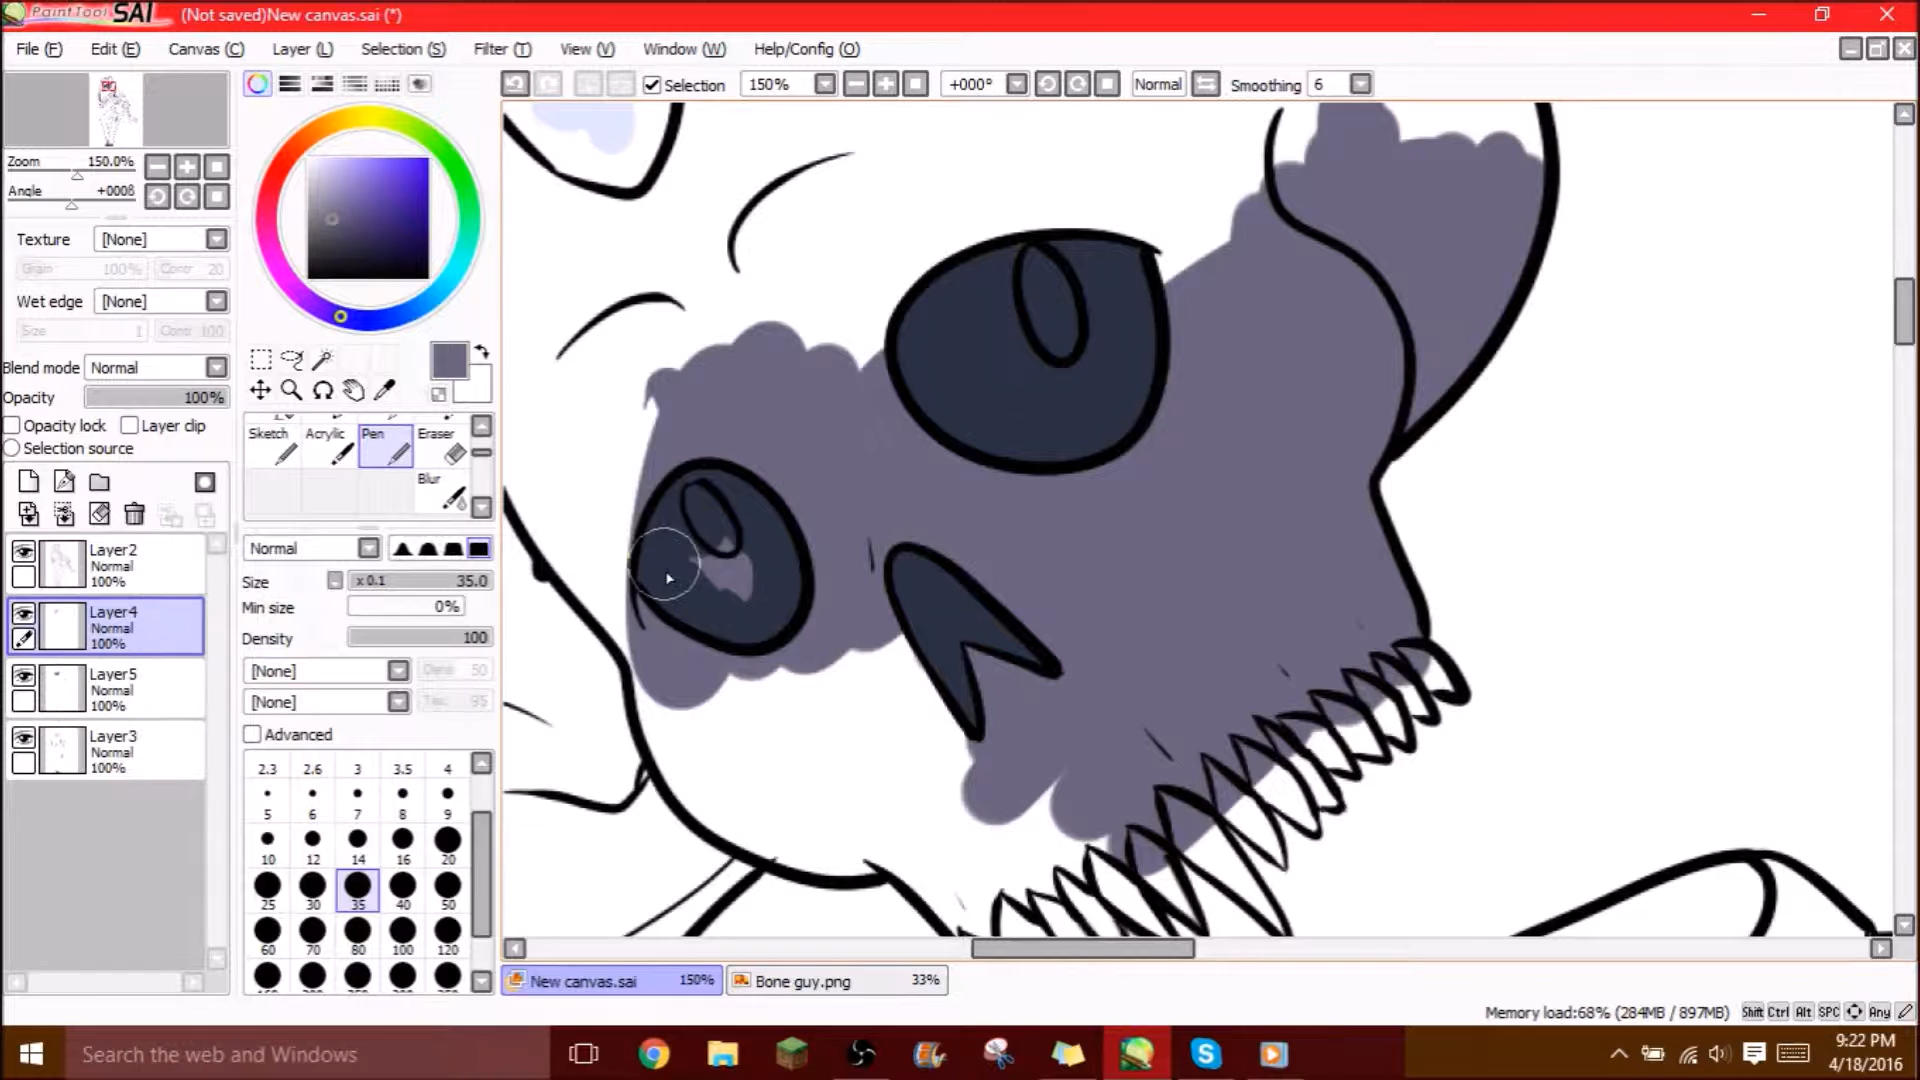 PaintTool SAI (Not saved)New canvas.sai (*)
File (F) Edit (E) Canvas (C) Layer (L) Selection (S) Filter (T) View (V) Window (W) Help/Config (O)
Selection 150% +000° Normal Smoothing 6
Zoom 150.0%
Angle +000ß
Texture [None]
Grain 100% Contr 20
Wet edge [None]
Size 1 Contr 100
Blend mode Normal
Opacity 100%
Opacity lock Layer clip
Selection source
Layer2
Normal
100%
Layer4
Normal
100%
Layer5
Normal
100%
Layer3
Normal
100%
Sketch Acrylic Pen Eraser
Blur
Normal
Size x 0.1 35.0
Min size 0%
Density 100
[None] 50
[None] 95
Advanced
2.3 2.6 3 3.5 4
5 6 7 8 9
10 12 14 16 20
25 30 35 40 50
60 70 80 100 120
New canvas.sai 150% Bone guy.png 33%
Memory load:68% (284MB / 897MB) Shift Ctrl Alt SPC Any
Search the web and Windows
9:22 PM
4/18/2016